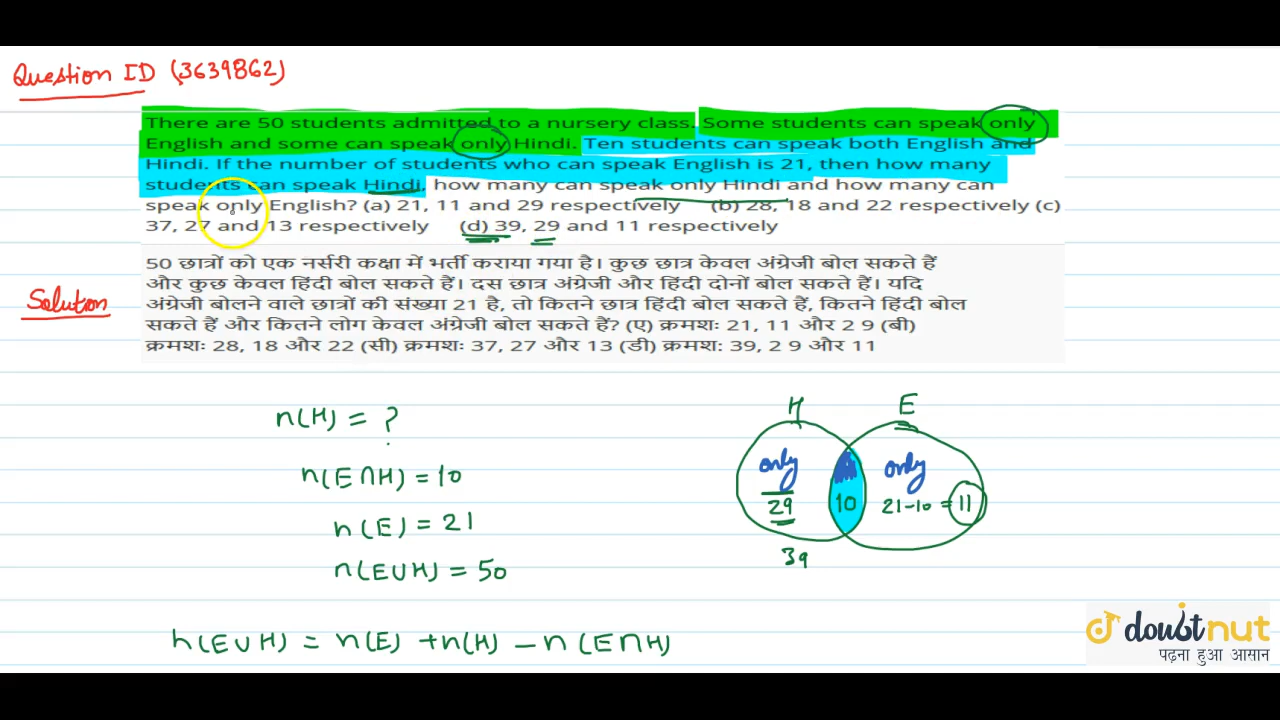 Question ID (3639862)
There are 50 students admitted to a nursery class. Some students can speak only
English and some can speak only Hindi. Ten students can speak both English and
Hindi. If the number of students who can speak English is 21, then how many
students can speak Hindi, how many can speak only Hindi and how many can
speak only English? (a) 21, 11 and 29 respectively (b) 28, 18 and 22 respectively (c)
37, 27 and 13 respectively (d) 39, 29 and 11 respectively
50 छात्रों को एक नर्सरी कक्षा में भर्ती कराया गया है। कुछ छात्र केवल अंग्रेजी बोल सकते हैं
और कुछ केवल हिंदी बोल सकते हैं। दस छात्र अंग्रेजी और हिंदी दोनों बोल सकते हैं। यदि
Solution
अंग्रेजी बोलने वाले छात्रों की संख्या 21 है, तो कितने छात्र हिंदी बोल सकते हैं, कितने हिंदी बोल
सकते हैं और कितने लोग केवल अंग्रेजी बोल सकते हैं? (ए) क्रमशः 21, 11 और 2 9 (बी)
क्रमशः 28, 18 और 22 (सी) क्रमशः 37, 27 और 13 (डी) क्रमश: 39, 2 9 और 11
n(H) = ?
n(E∩H) = 10
n(E) = 21
n(E∪H) = 50
n(E∪H) = n(E) + n(H) - n(E∩H)
H E
only only
29 10 21-10 = 11
39
doubtnut
पढ़ना हुआ आसान